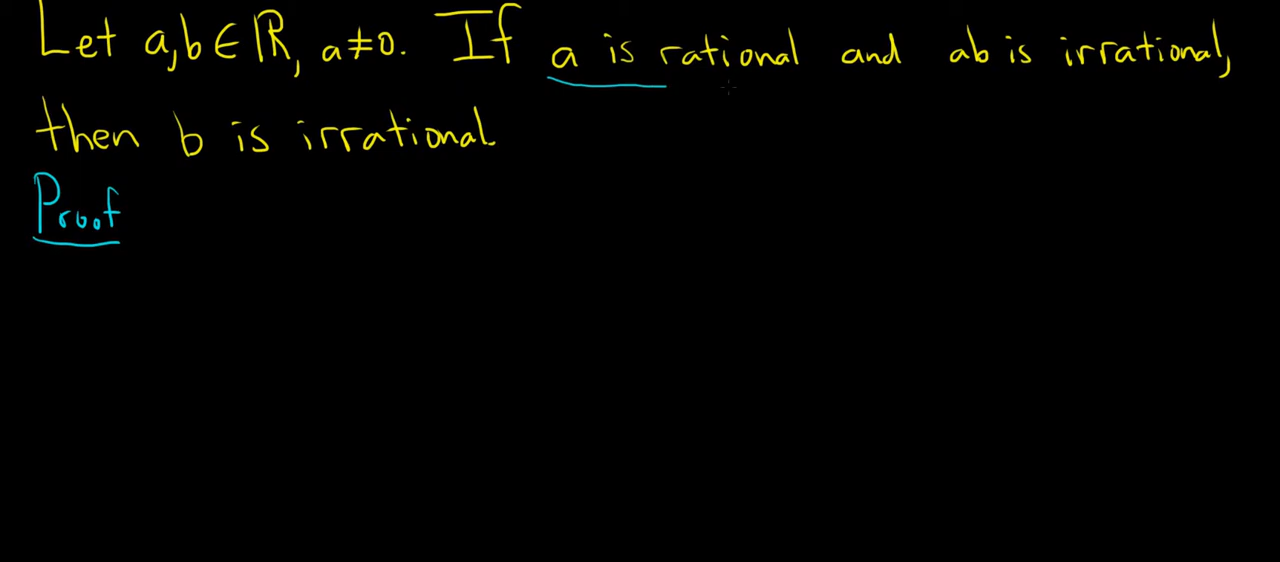 Let a,b ∈ ℝ, a≠0. If a is rational and ab is irrational,
then b is irrational.
Proof